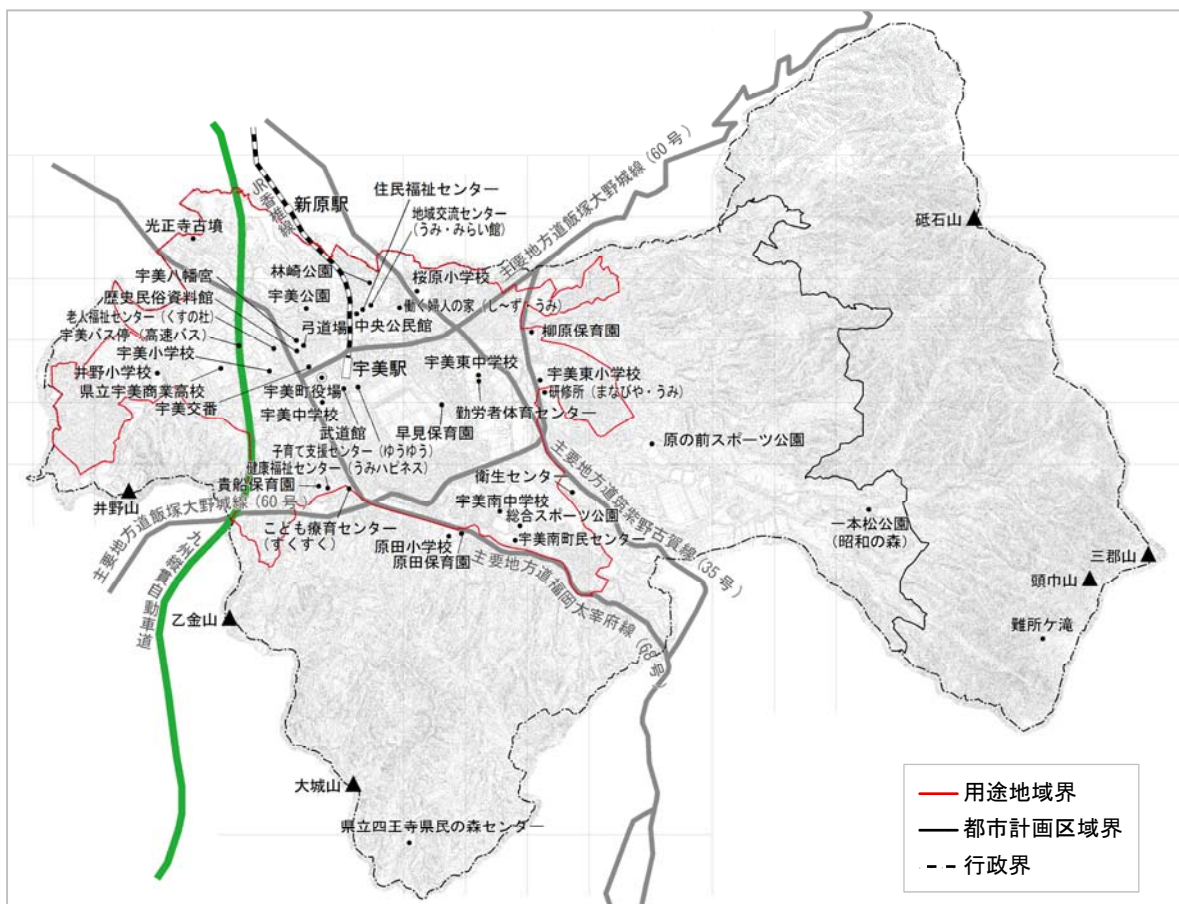 主要地方道飯塚大野城線(60号)
住民福祉センター
新原駅
JR香椎線
地域交流センター
(うみ・みらい館)
光正寺古墳
砥石山
宇美八幡宮
林崎公園
桜原小学校
歴史民俗資料館
宇美公園
働く婦人の家(し~ず・うみ)
老人福祉センター(くすの杜)
弓道場
中央公民館
柳原保育園
宇美バス停(高速バス)
宇美小学校
宇美駅
宇美東中学校
井野小学校
宇美東小学校
県立宇美商業高校
宇美町役場
研修所(まなびや・うみ)
宇美交番
宇美中学校
勤労者体育センター
武道館
早見保育園
原の前スポーツ公園
子育て支援センター(ゆうゆう)
健康福祉センター(うみハピネス)
衛生センター
貴船保育園
井野山
主要地方道飯塚大野城線(60号)
宇美南中学校
総合スポーツ公園
主要地方道筑紫野古賀線(35号)
一本松公園
(昭和の森)
こども療育センター
(すくすく)
宇美南町民センター
原田小学校
原田保育園
主要地方道福岡太宰府線(68号)
三郡山
頭巾山
九州縦貫自動車道
乙金山
難所ケ滝
大城山
県立四王寺県民の森センター
用途地域界
都市計画区域界
行政界